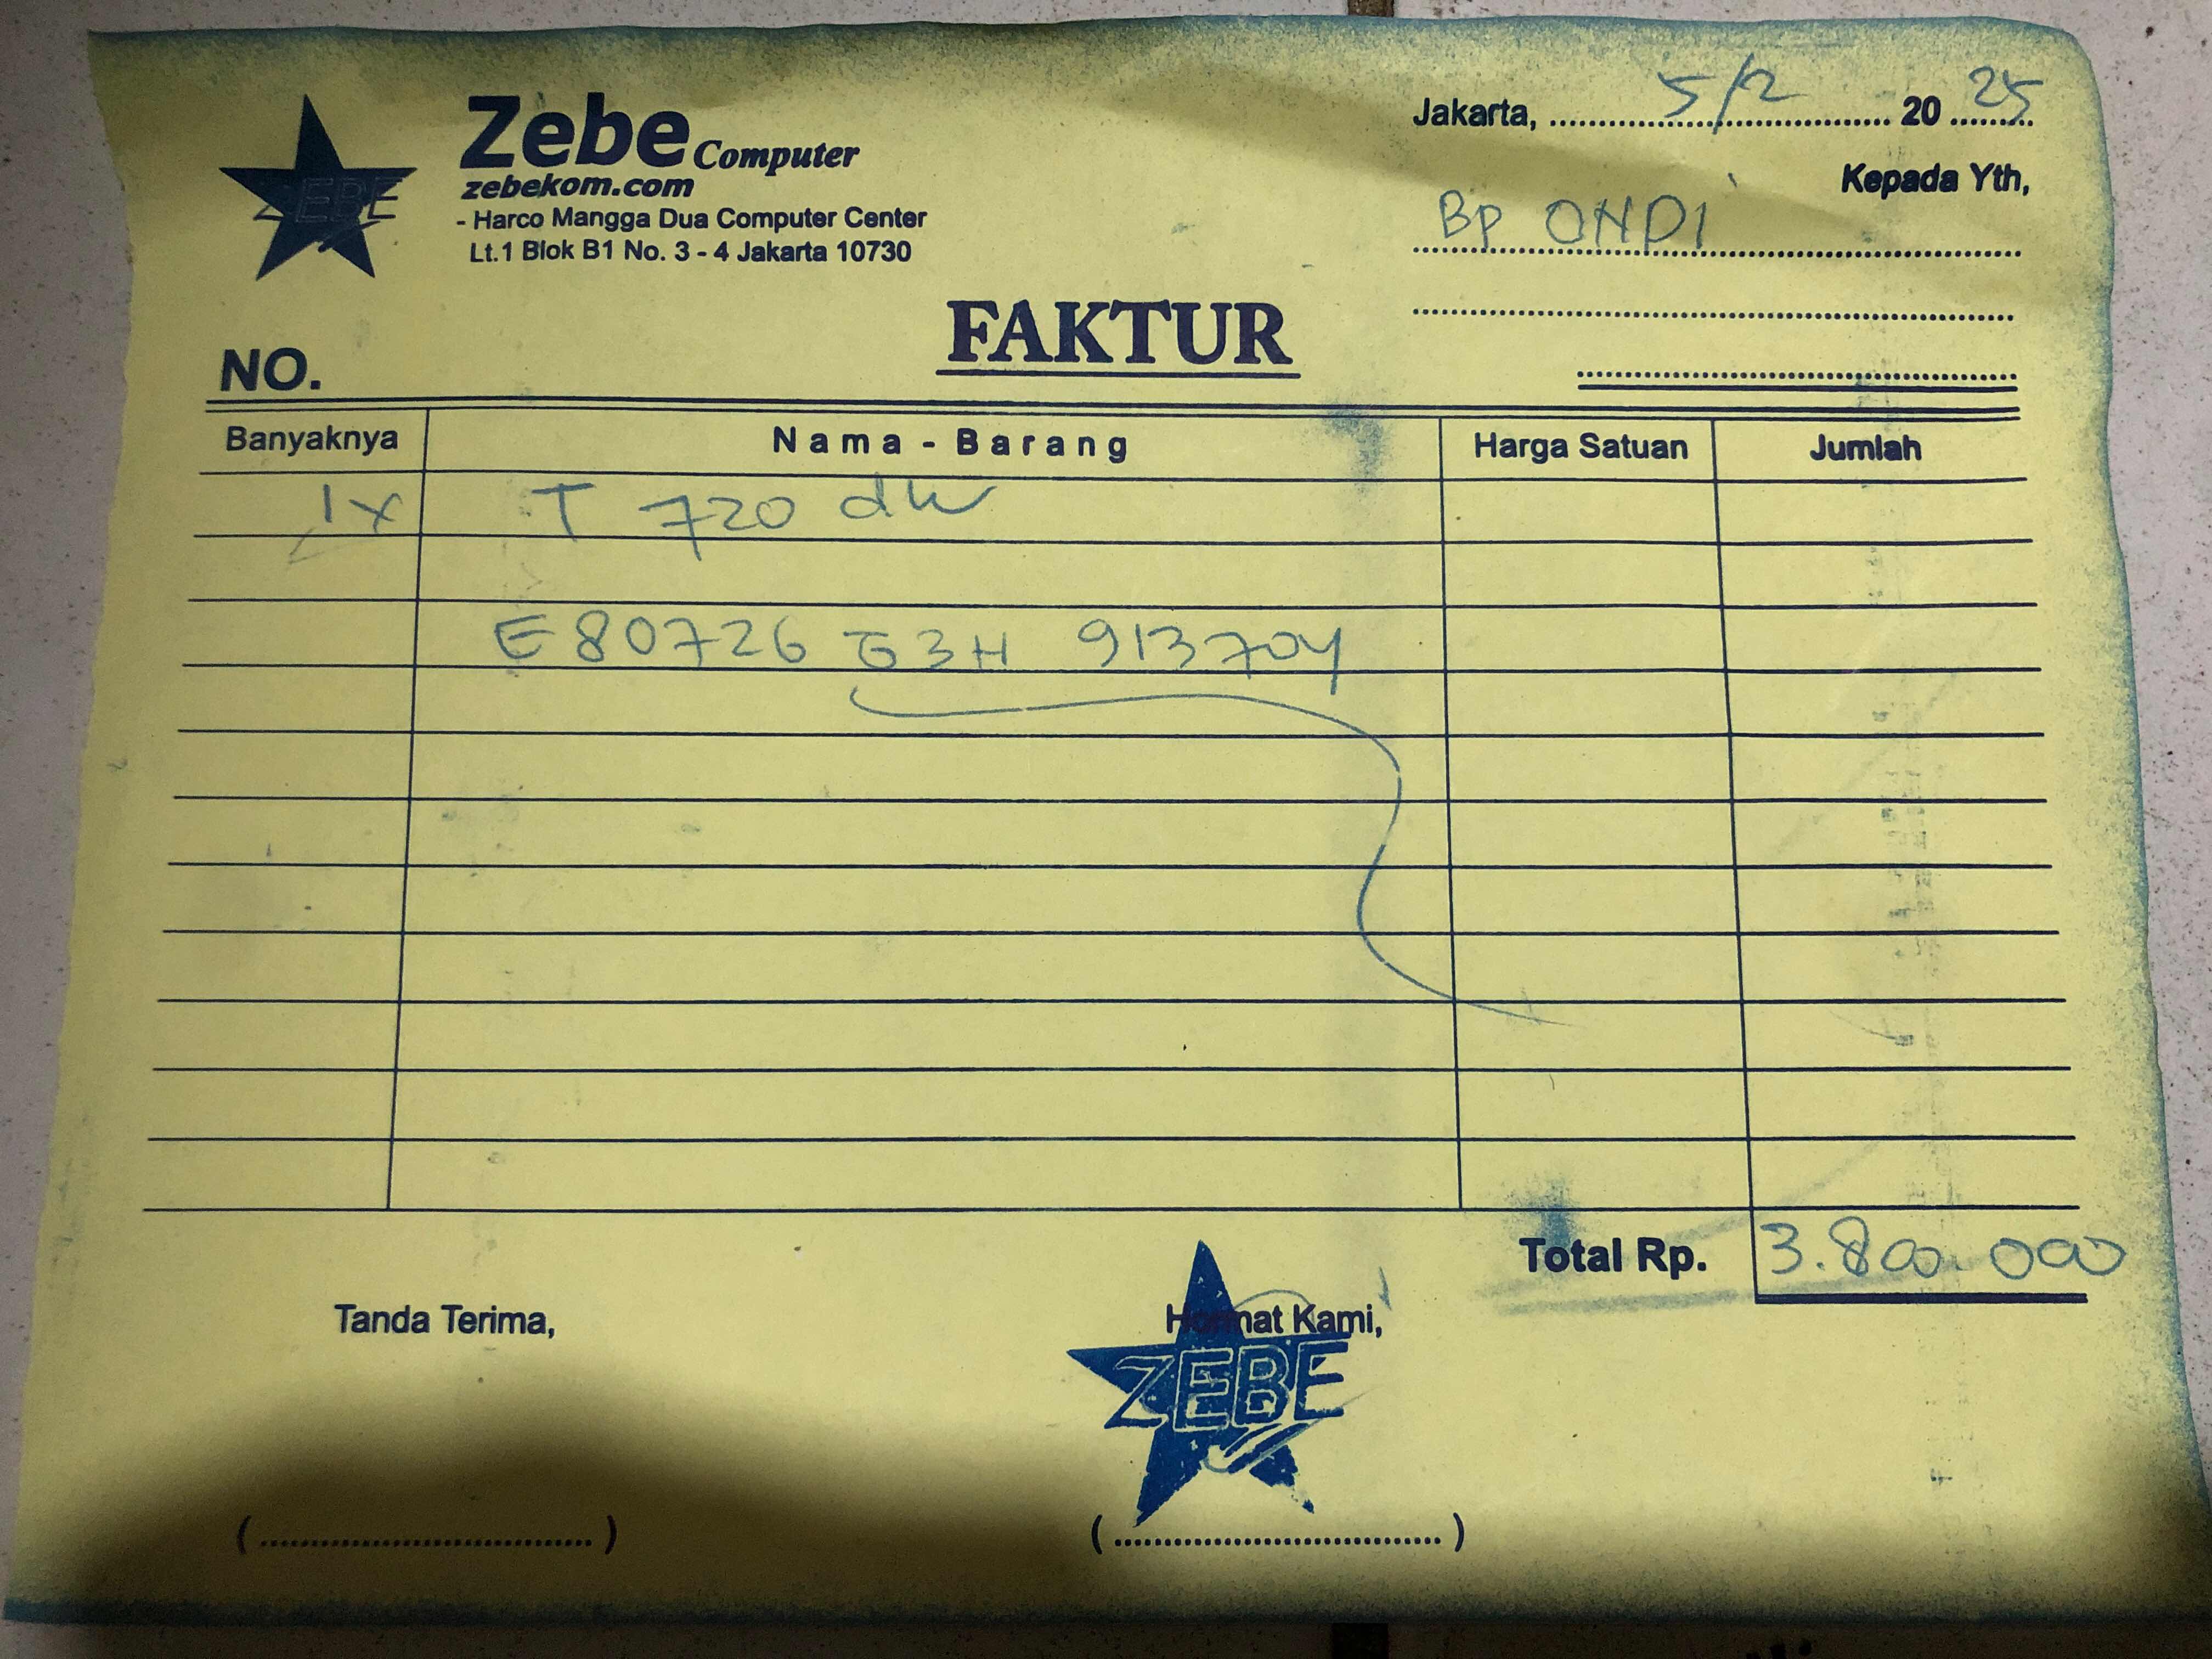 ZEBE
Zebe Computer
zebekom.com
- Harco Mangga Dua Computer Center
Lt.1 Blok B1 No. 3 - 4 Jakarta 10730
Jakarta, 5/2 20 25
Kepada Yth,
Bp ONDI
FAKTUR
NO.
Banyaknya Nama - Barang Harga Satuan Jumlah
1x T 720 dw
E80726 G3H 913704
Total Rp. 3.800.000
Tanda Terima, Hormat Kami,
ZEBE
(..............................) (..............................)